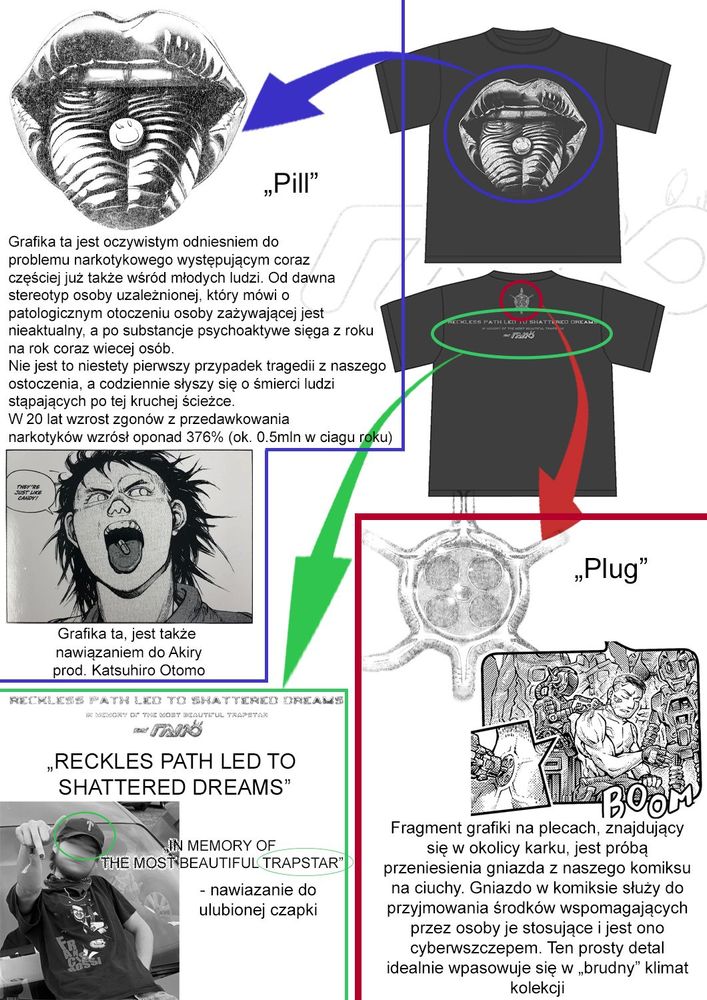 „Pill”
Grafika ta jest oczywistym odniesniem do
problemu narkotykowego występującym coraz
częściej już także wśród młodych ludzi. Od dawna
stereotyp osoby uzależnionej, który mówi o
patologicznym otoczeniu osoby zażywającej jest
nieaktualny, a po substancje psychoaktywe sięga z roku
na rok coraz wiecej osób.
Nie jest to niestety pierwszy przypadek tragedii z naszego
ostoczenia, a codziennie słyszy się o śmierci ludzi
stąpających po tej kruchej ścieżce.
W 20 lat wzrost zgonów z przedawkowania
narkotyków wzrósł oponad 376% (ok. 0.5mln w ciagu roku)
THEY'RE
JUST LIKE
CANDY!
Grafika ta, jest także
nawiązaniem do Akiry
prod. Katsuhiro Otomo
RECKLESS PATH LED TO SHATTERED DREAMS
IN MEMORY OF THE MOST BEAUTIFUL TRAPSTAR
„Plug”
BOOM
Fragment grafiki na plecach, znajdujący
się w okolicy karku, jest próbą
przeniesienia gniazda z naszego komiksu
na ciuchy. Gniazdo w komiksie służy do
przyjmowania środków wspomagających
przez osoby je stosujące i jest ono
cyberwszczepem. Ten prosty detal
idealnie wpasowuje się w „brudny” klimat
kolekcji
RECKLESS PATH LED TO SHATTERED DREAMS
IN MEMORY OF THE MOST BEAUTIFUL TRAPSTAR
„RECKLES PATH LED TO
SHATTERED DREAMS”
„IN MEMORY OF
THE MOST BEAUTIFUL TRAPSTAR”
- nawiazanie do
ulubionej czapki